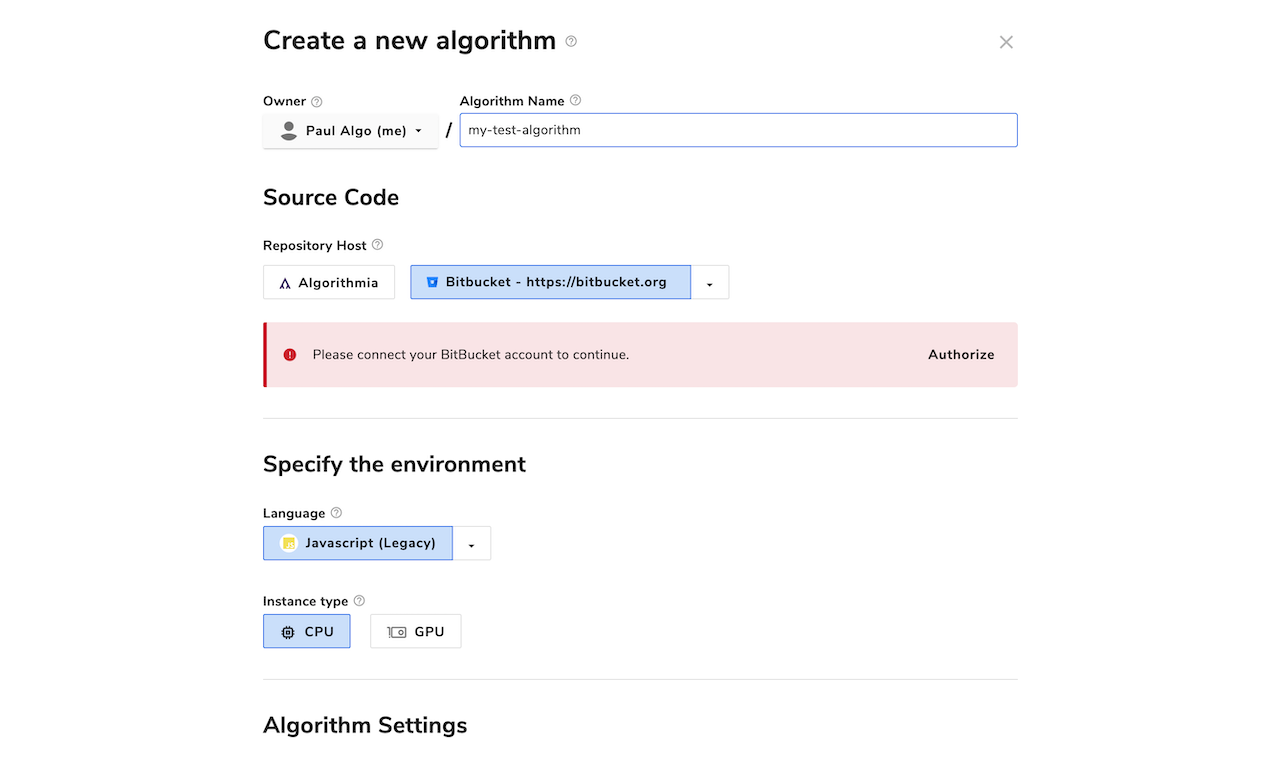 Create a new algorithm
Owner
Algorithm Name
Paul Algo (me)
/
my-test-algorithm
Source Code
Repository Host
Algorithmia
Bitbucket - https://bitbucket.org
Please connect your BitBucket account to continue.
Authorize
Specify the environment
Language
JS
Javascript (Legacy)
Instance type
CPU
GPU
Algorithm Settings